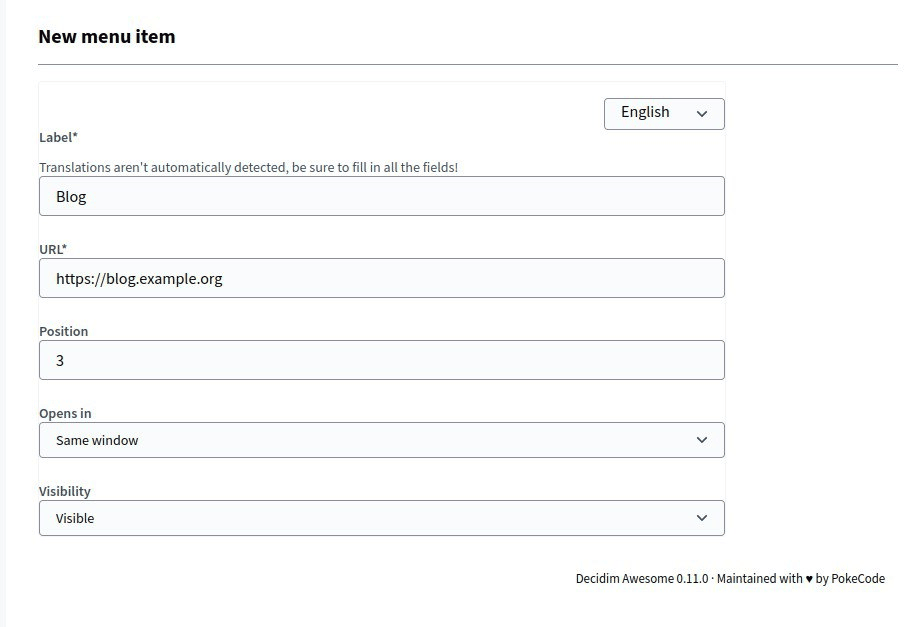 New menu item
English
Label*
Translations aren't automatically detected, be sure to fill in all the fields!
Blog
URL*
https://blog.example.org
Position
3
Opens in
Same window
Visibility
Visible
Decidim Awesome 0.11.0 · Maintained with ♥ by PokeCode